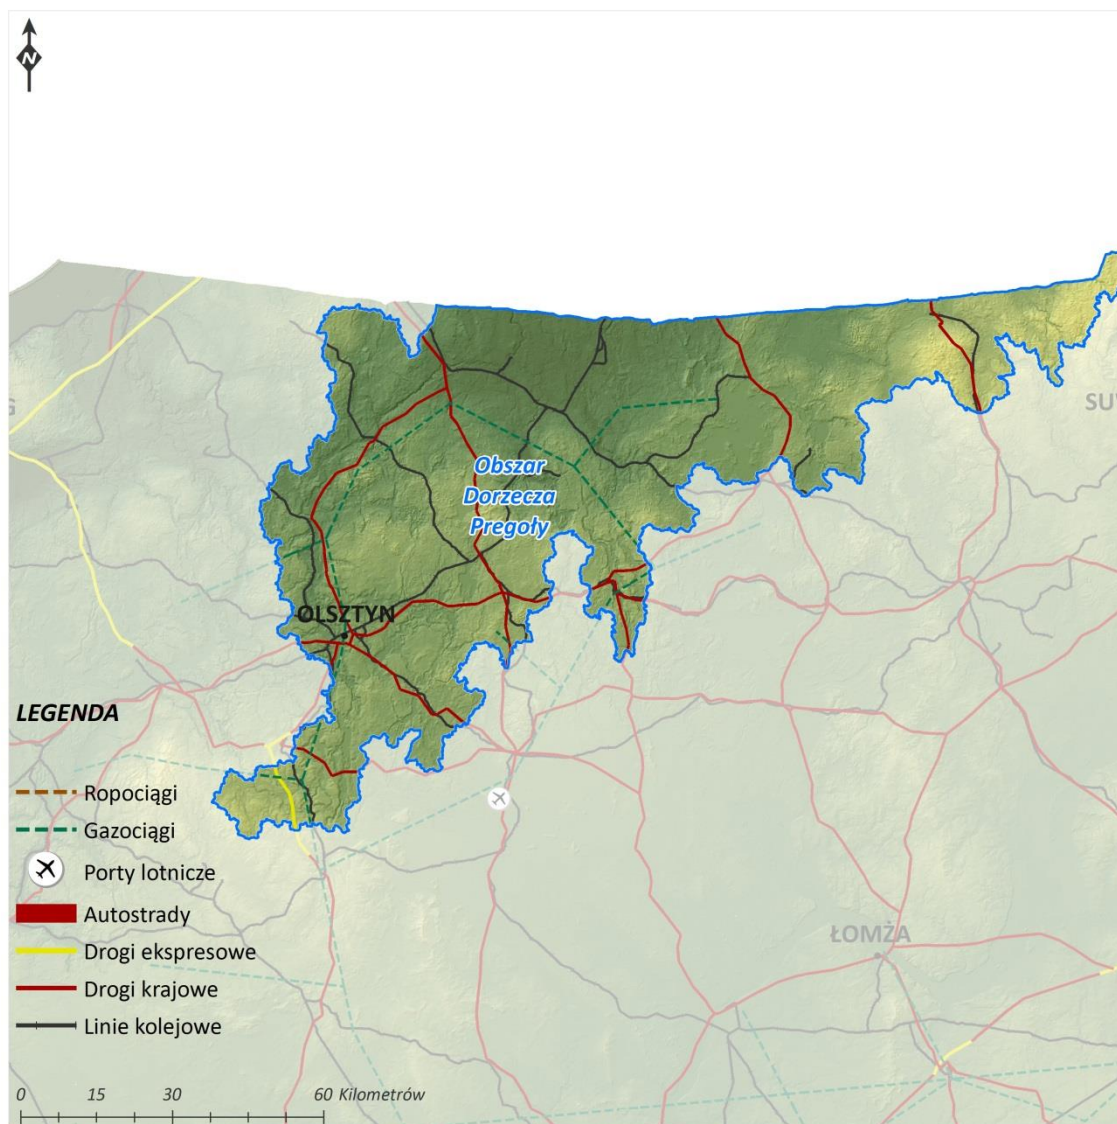 N
G
SU
Obszar
Dorzecza
Pregoły
OLSZTYN
LEGENDA
Ropociągi
Gazociągi
Porty lotnicze
Autostrady
Drogi ekspresowe
Drogi krajowe
Linie kolejowe
ŁOMŻA
0 15 30 60 Kilometrów